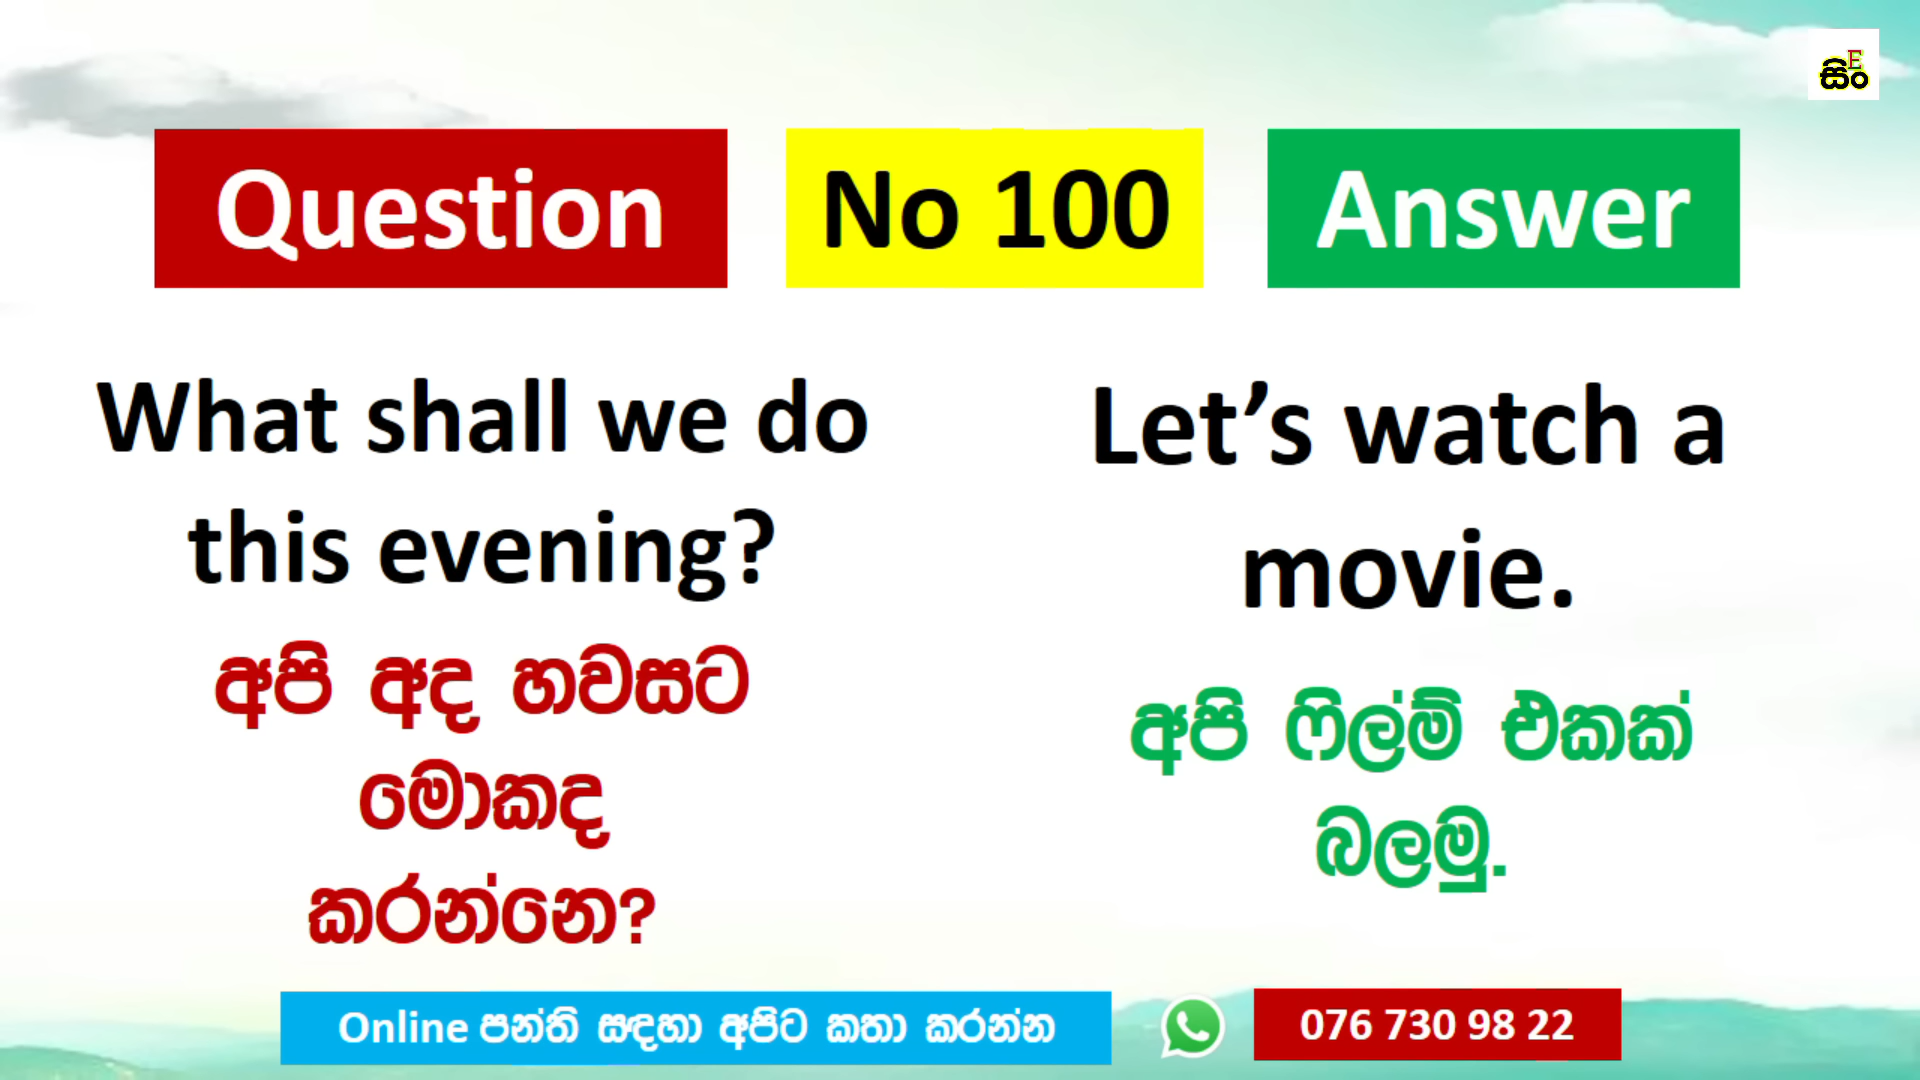 සිං E
Question
No 100
Answer
What shall we do
this evening?
අපි අද හවසට
මොකද
කරන්නෙ?
Let’s watch a
movie.
අපි ෆිල්ම් එකක්
බලමු.
Online පන්ති සඳහා අපිට කතා කරන්න
076 730 98 22